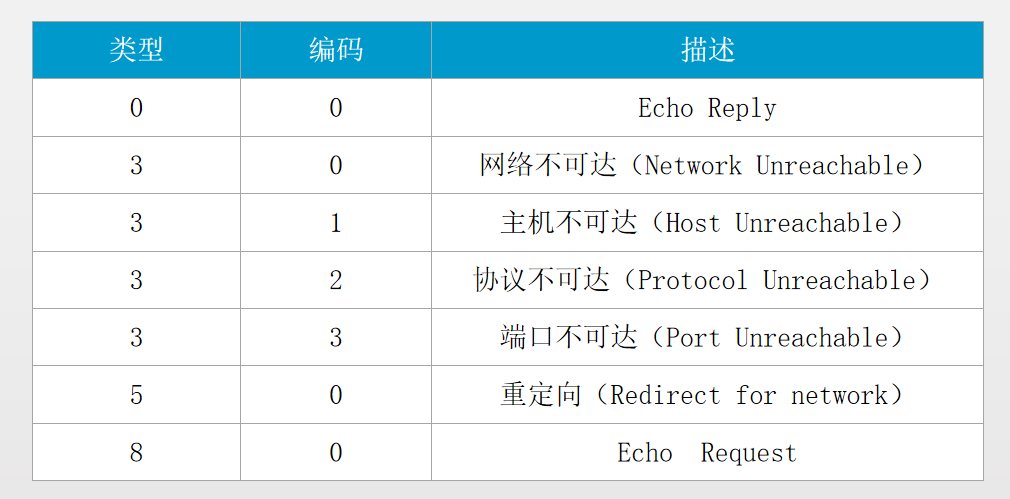 类型 编码 描述
0 0 Echo Reply
3 0 网络不可达（Network Unreachable）
3 1 主机不可达（Host Unreachable）
3 2 协议不可达（Protocol Unreachable）
3 3 端口不可达（Port Unreachable）
5 0 重定向（Redirect for network）
8 0 Echo  Request